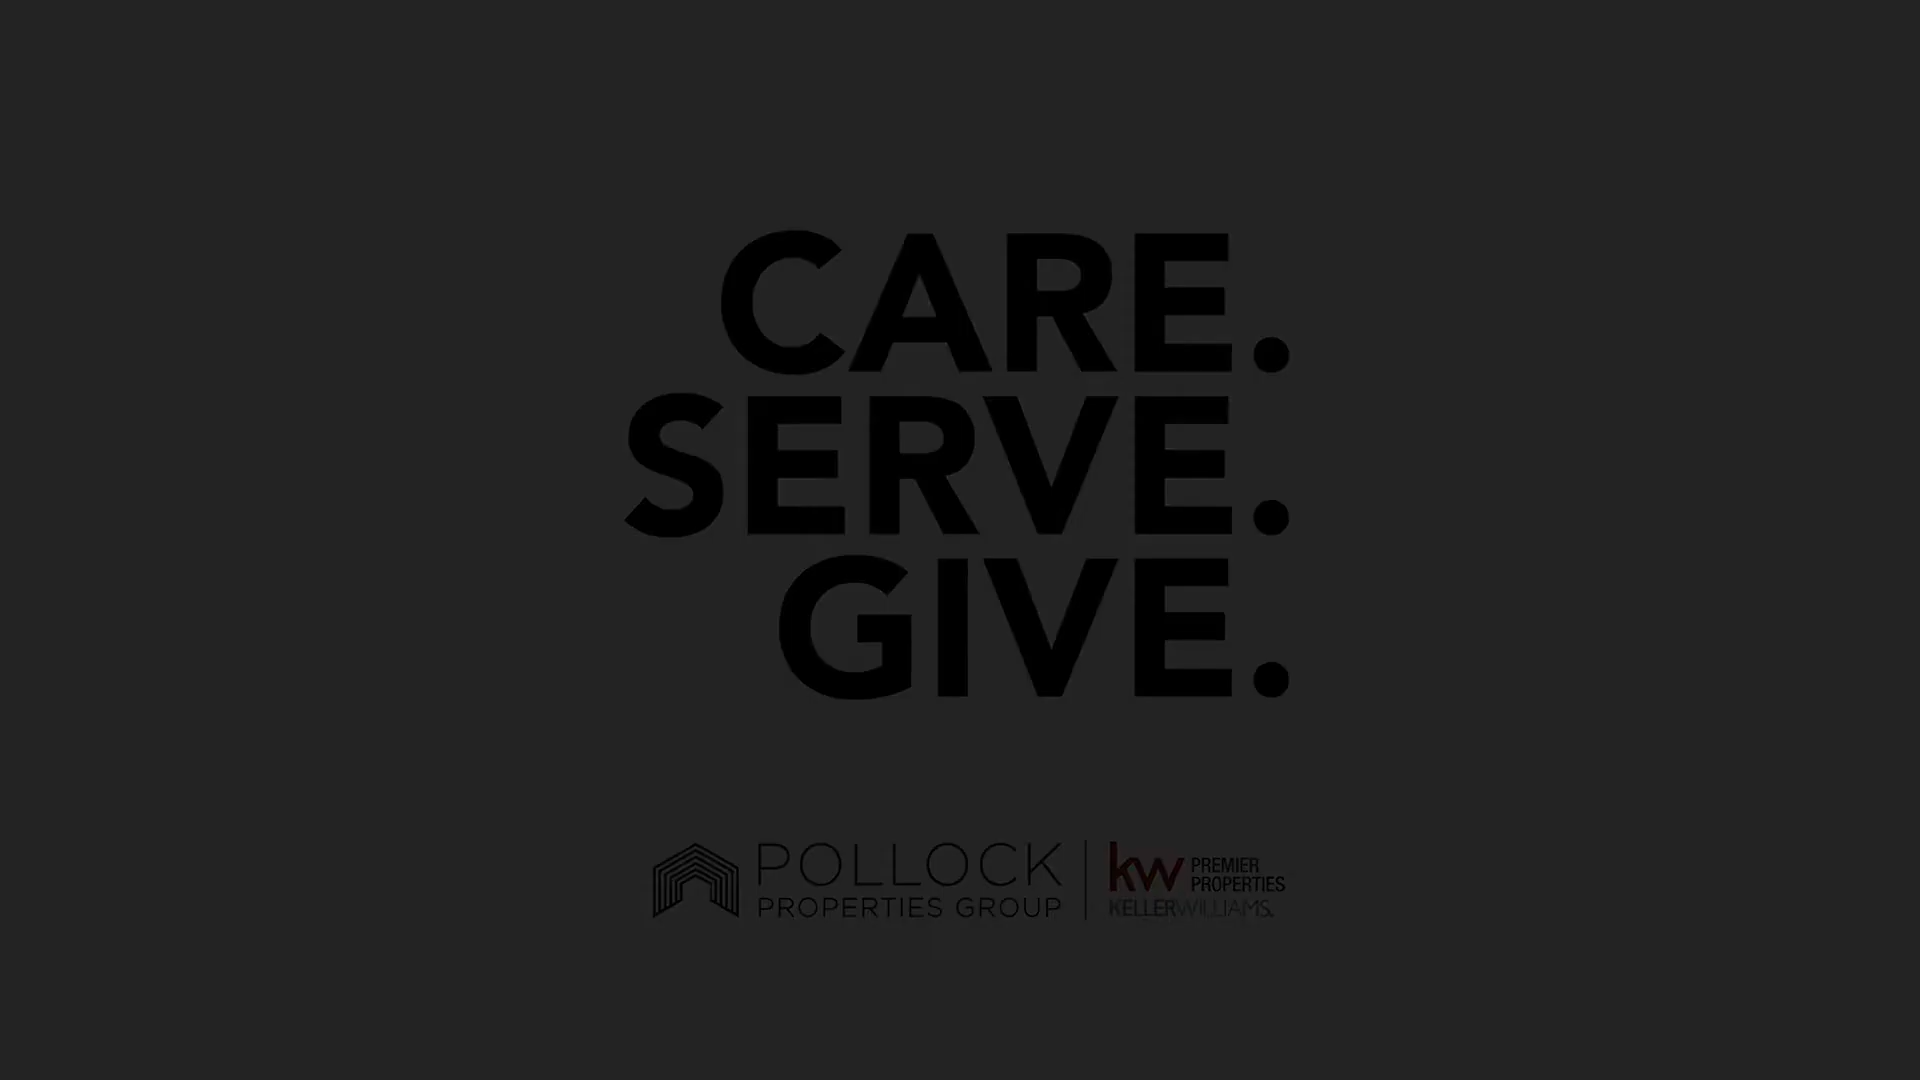 CARE.
SERVE.
GIVE.
POLLOCK
PROPERTIES GROUP
kw PREMIER
PROPERTIES
KELLERWILLIAMS.